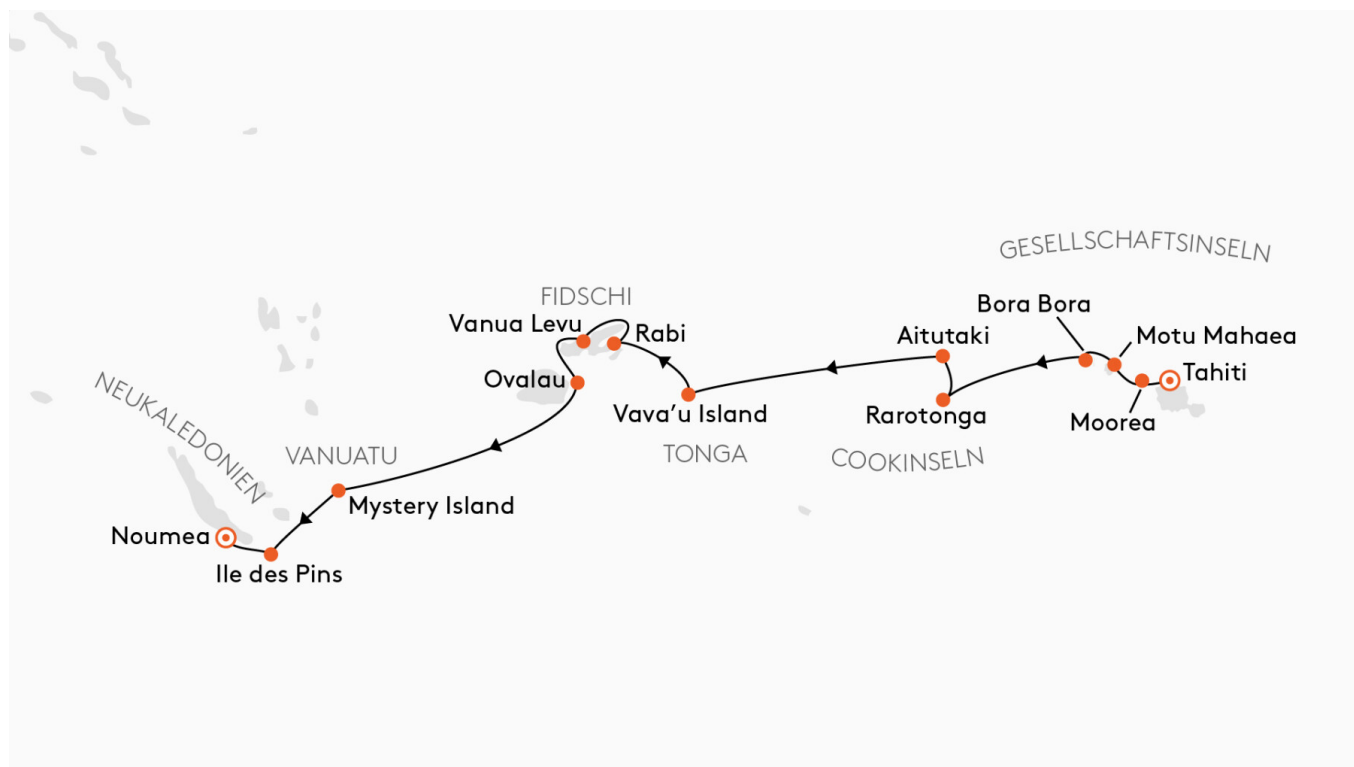 GESELLSCHAFTSINSELN
FIDSCHI
Bora Bora
Vanua Levu
Rabi
Aitutaki
Motu Mahaea
Ovalau
Tahiti
NEUKALEDONIEN
Vava'u Island
Rarotonga
Moorea
VANUATU
TONGA
COOKINSELN
Mystery Island
Noumea
Ile des Pins